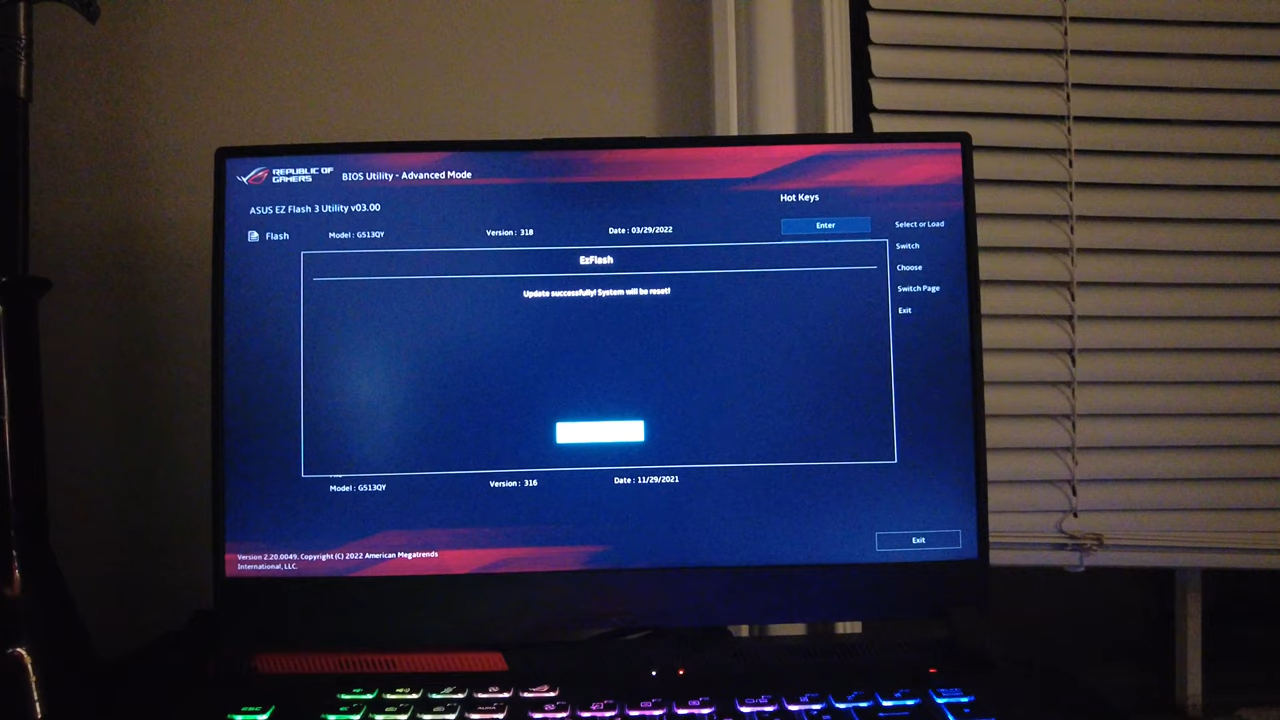 REPUBLIC OF
GAMERS
BIOS Utility - Advanced Mode
ASUS EZ Flash 3 Utility v03.00
Hot Keys
Flash
Model : G513QY
Version : 318
Date : 03/29/2022
Enter
Select or Load
Switch
Choose
Switch Page
Exit
EzFlash
Update successfully! System will be reset!
Model : G513QY
Version : 316
Date : 11/29/2021
Exit
Version 2.20.0049. Copyright (C) 2022 American Megatrends
International, LLC.
ESC
AURA